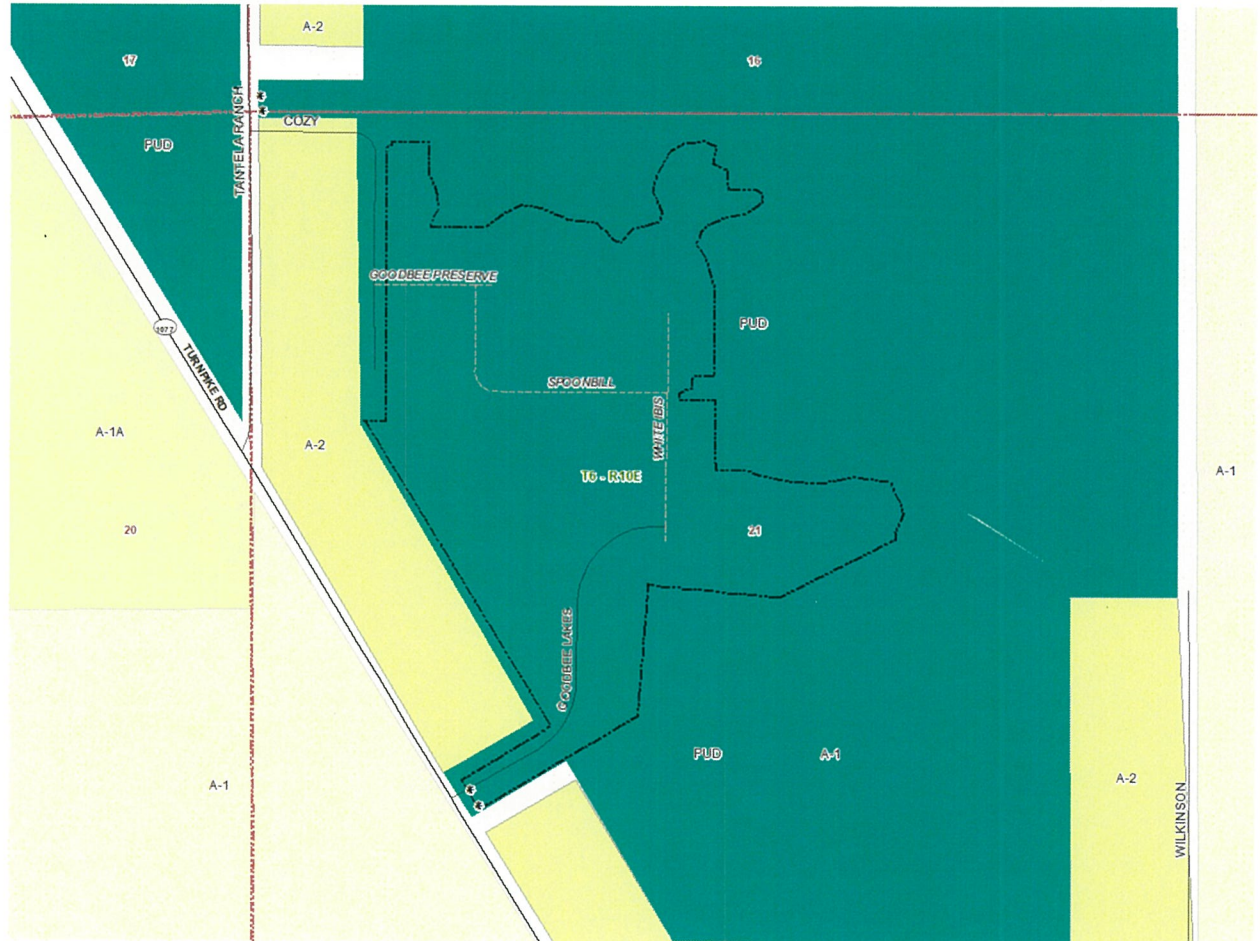 A-2
17
16
TANTELA RANCH
COZY
PUD
GOODBEE PRESERVE
1077
TURNPIKE RD
PUD
SPOONBILL
WHITE IBIS
A-1A
A-2
T6 - R10E
A-1
20
21
GOODBEE LAKES
PUD
A-1
A-1
A-2
WILKINSON